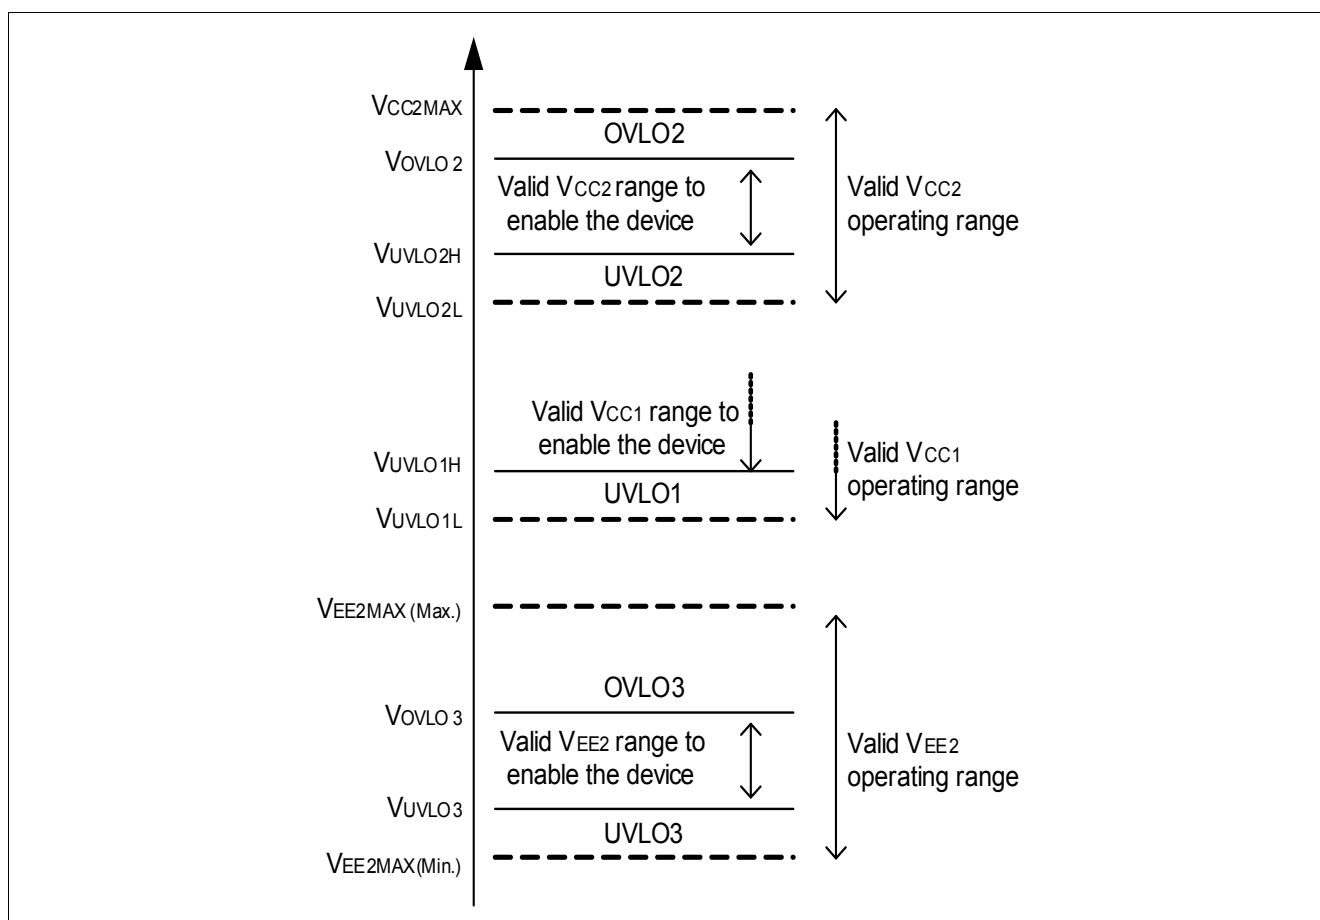 VCC2MAX
OVLO2
VOVLO 2
Valid VCC2 range to
enable the device
Valid VCC2
operating range
VUVLO2H
UVLO2
VUVLO2L
Valid VCC1 range to
enable the device
VUVLO1H
Valid VCC1
operating range
UVLO1
VUVLO1L
VEE2MAX (Max.)
OVLO3
VOVLO 3
Valid VEE2 range to
enable the device
Valid VEE2
operating range
VUVLO3
UVLO3
VEE2MAX(Min.)